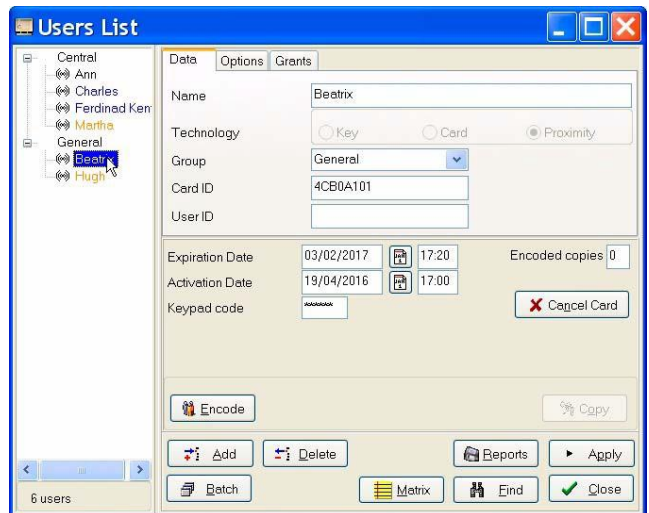 Users List
Central
Ann
Charles
Ferdinad Kem
Martha
General
Beatrix
Hugh
6 users
Data Options Grants
Name Beatrix
Technology Key Card Proximity
Group General
Card ID 4CB0A101
User ID
Expiration Date 03/02/2017 17:20 Encoded copies 0
Activation Date 19/04/2016 17:00
Keypad code ******* Cancel Card
Encode Copy
Add Delete Reports Apply
Batch Matrix Find Close